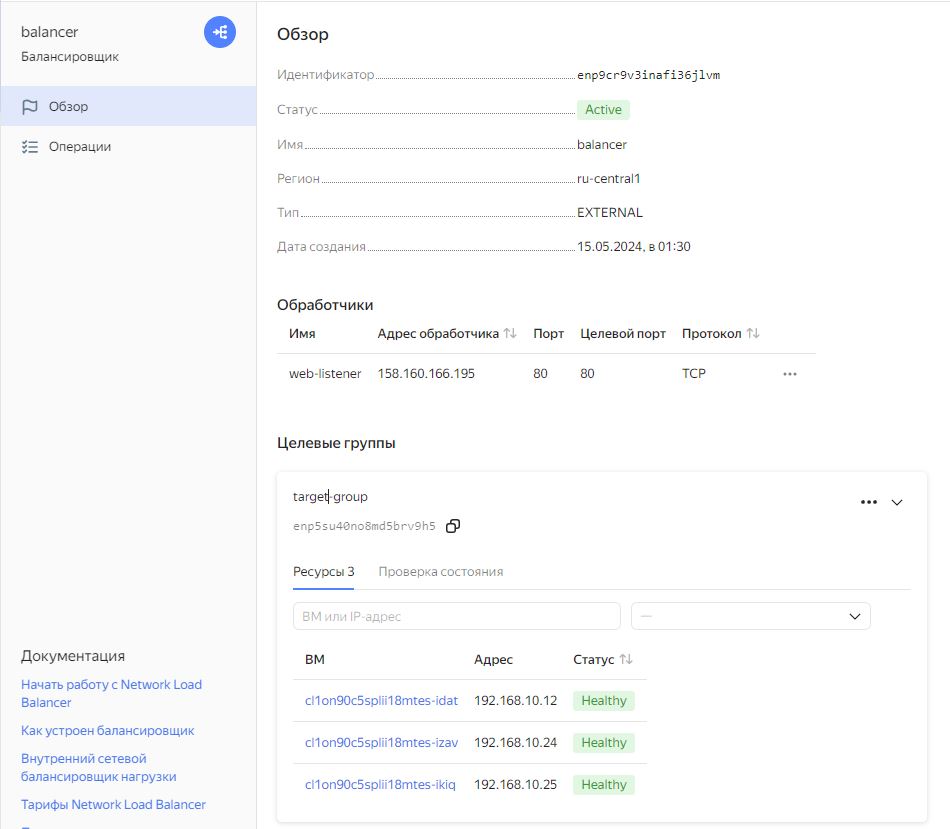 balancer
Балансировщик
Обзор
Операции
Документация
Начать работу с Network Load
Balancer
Как устроен балансировщик
Внутренний сетевой
балансировщик нагрузки
Тарифы Network Load Balancer
Обзор
Идентификатор enp9cr9v3inafi36jlvm
Статус Active
Имя balancer
Регион ru-central1
Тип EXTERNAL
Дата создания 15.05.2024, в 01:30
Обработчики
Имя Адрес обработчика Порт Целевой порт Протокол
web-listener 158.160.166.195 80 80 TCP
Целевые группы
target-group
enp5su40no8md5brv9h5
Ресурсы 3 Проверка состояния
ВМ или IP-адрес —
ВМ Адрес Статус
cl1on90c5splii18mtes-idat 192.168.10.12 Healthy
cl1on90c5splii18mtes-izav 192.168.10.24 Healthy
cl1on90c5splii18mtes-ikiq 192.168.10.25 Healthy